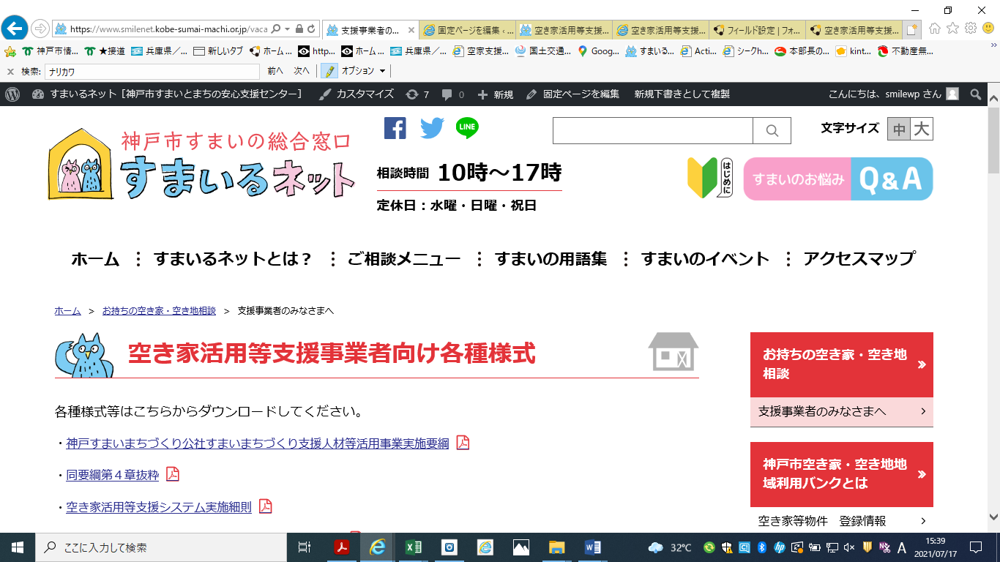 https://www.smilenet.kobe-sumai-machi.or.jp/vaca
支援事業者の...
固定ページを編集 ‹ ...
空き家活用等支援...
空き家活用等支援...
フィールド設定 | フォ...
空き家活用等支援...
神戸市情...
★接道
兵庫県／...
新しいタブ
ホーム ...
http...
ホーム ...
兵庫県／...
空家支援...
国土交通...
Goog...
すまいる...
Acti...
シークh...
本部長の...
kint...
不動産無...
検索: ナリカワ 前へ 次へ オプション
すまいるネット［神戸市すまいとまちの安心支援センター］ カスタマイズ 7 0 新規 固定ページを編集 新規下書きとして複製 こんにちは、smilewp さん
神戸市すまいの総合窓口
すまいるネット
LINE
相談時間 10時～17時
定休日：水曜・日曜・祝日
文字サイズ 中 大
はじめに
すまいのお悩み Q&A
ホーム すまいるネットとは？ ご相談メニュー すまいの用語集 すまいのイベント アクセスマップ
ホーム > お持ちの空き家・空き地相談 > 支援事業者のみなさまへ
空き家活用等支援事業者向け各種様式
各種様式等はこちらからダウンロードしてください。
・神戸すまいまちづくり公社すまいまちづくり支援人材等活用事業実施要綱
・同要綱第４章抜粋
・空き家活用等支援システム実施細則
お持ちの空き家・空き地
相談
支援事業者のみなさまへ
神戸市空き家・空き地地
域利用バンクとは
空き家等物件　登録情報
ここに入力して検索
32℃
A
15:39
2021/07/17